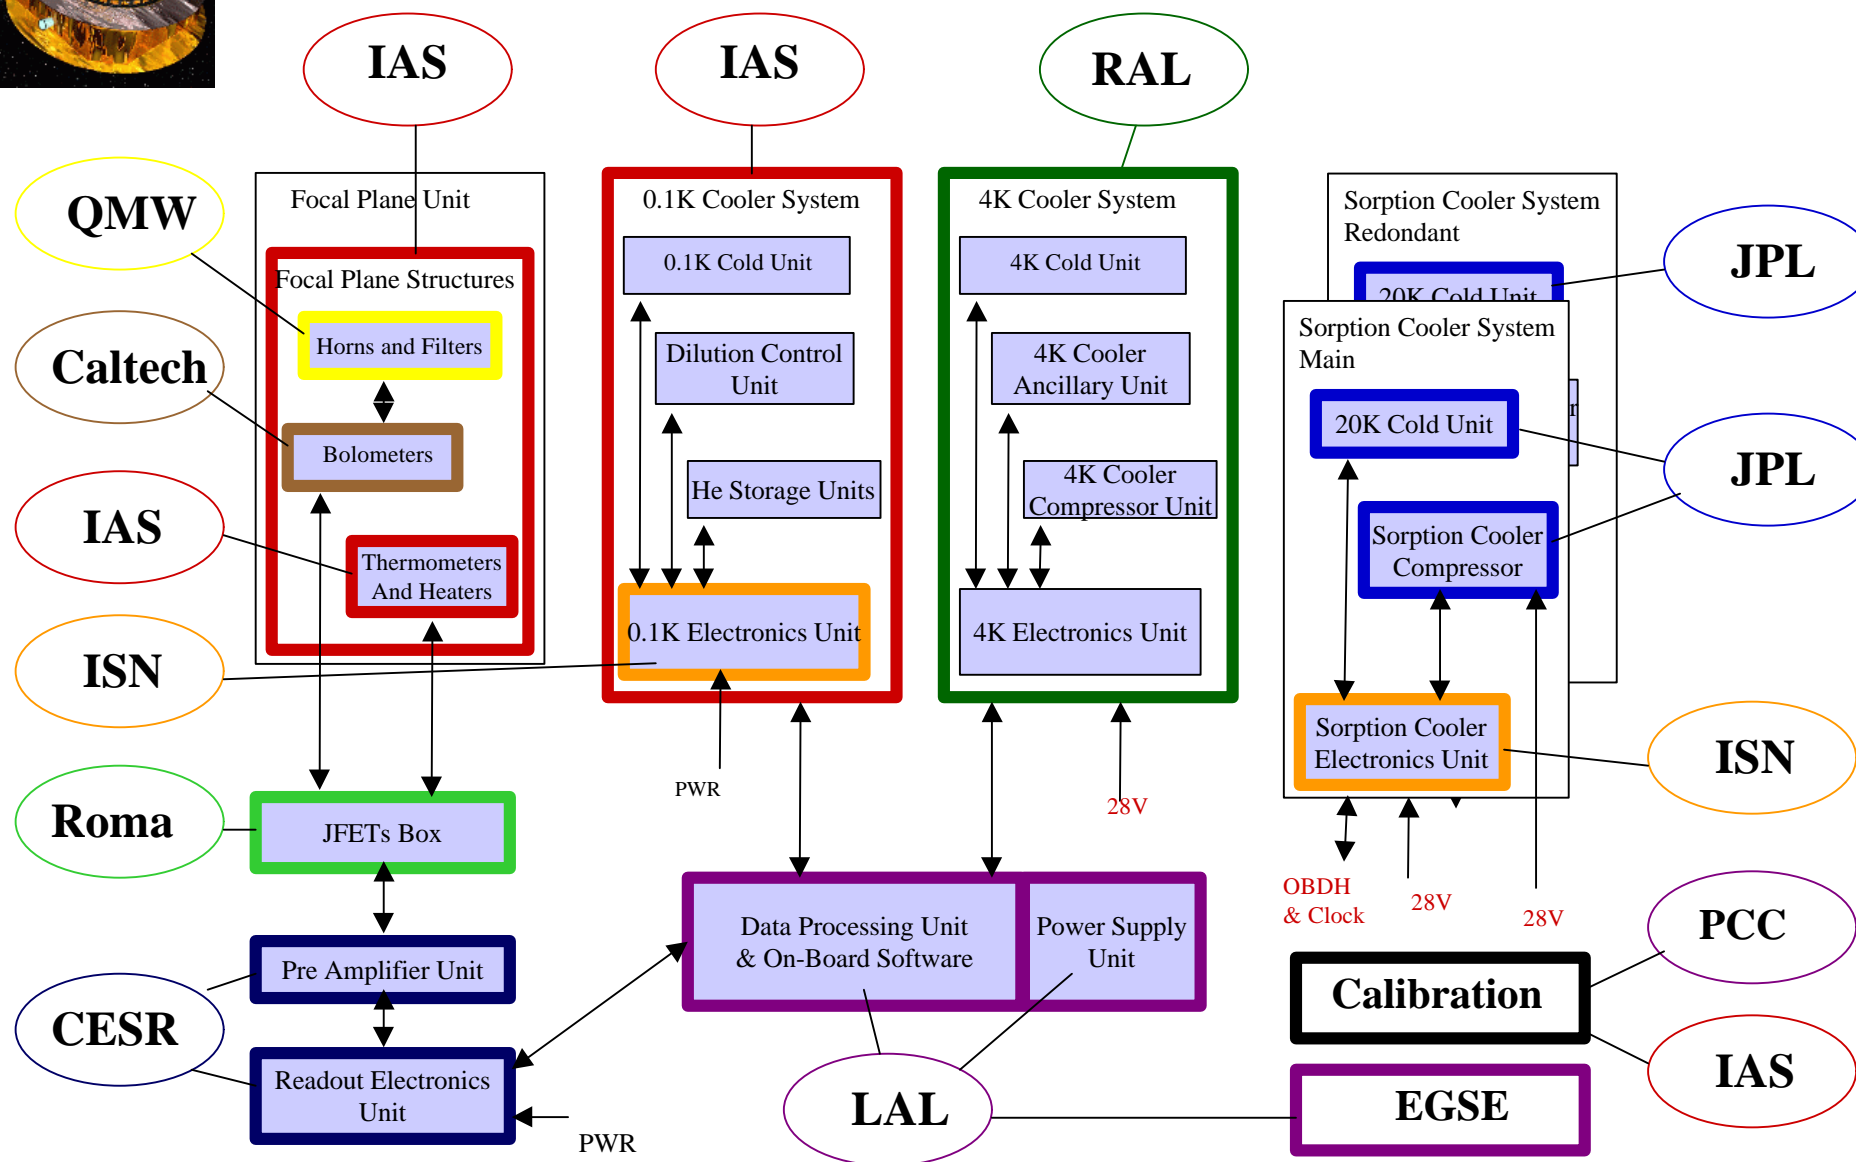 IAS
IAS
RAL
QMW
Caltech
IAS
ISN
Roma
CESR
Focal Plane Unit
Focal Plane Structures
Horns and Filters
Bolometers
Thermometers
And Heaters
JFETs Box
Pre Amplifier Unit
Readout Electronics
Unit
PWR
0.1K Cooler System
0.1K Cold Unit
Dilution Control
Unit
He Storage Units
0.1K Electronics Unit
PWR
4K Cooler System
4K Cold Unit
4K Cooler
Ancillary Unit
4K Cooler
Compressor Unit
4K Electronics Unit
28V
Data Processing Unit
& On-Board Software
Power Supply
Unit
LAL
Sorption Cooler System
Redondant
20K Cold Unit
r
Sorption Cooler System
Main
20K Cold Unit
Sorption Cooler
Compressor
Sorption Cooler
Electronics Unit
OBDH
& Clock
28V
28V
JPL
JPL
ISN
Calibration
PCC
IAS
EGSE